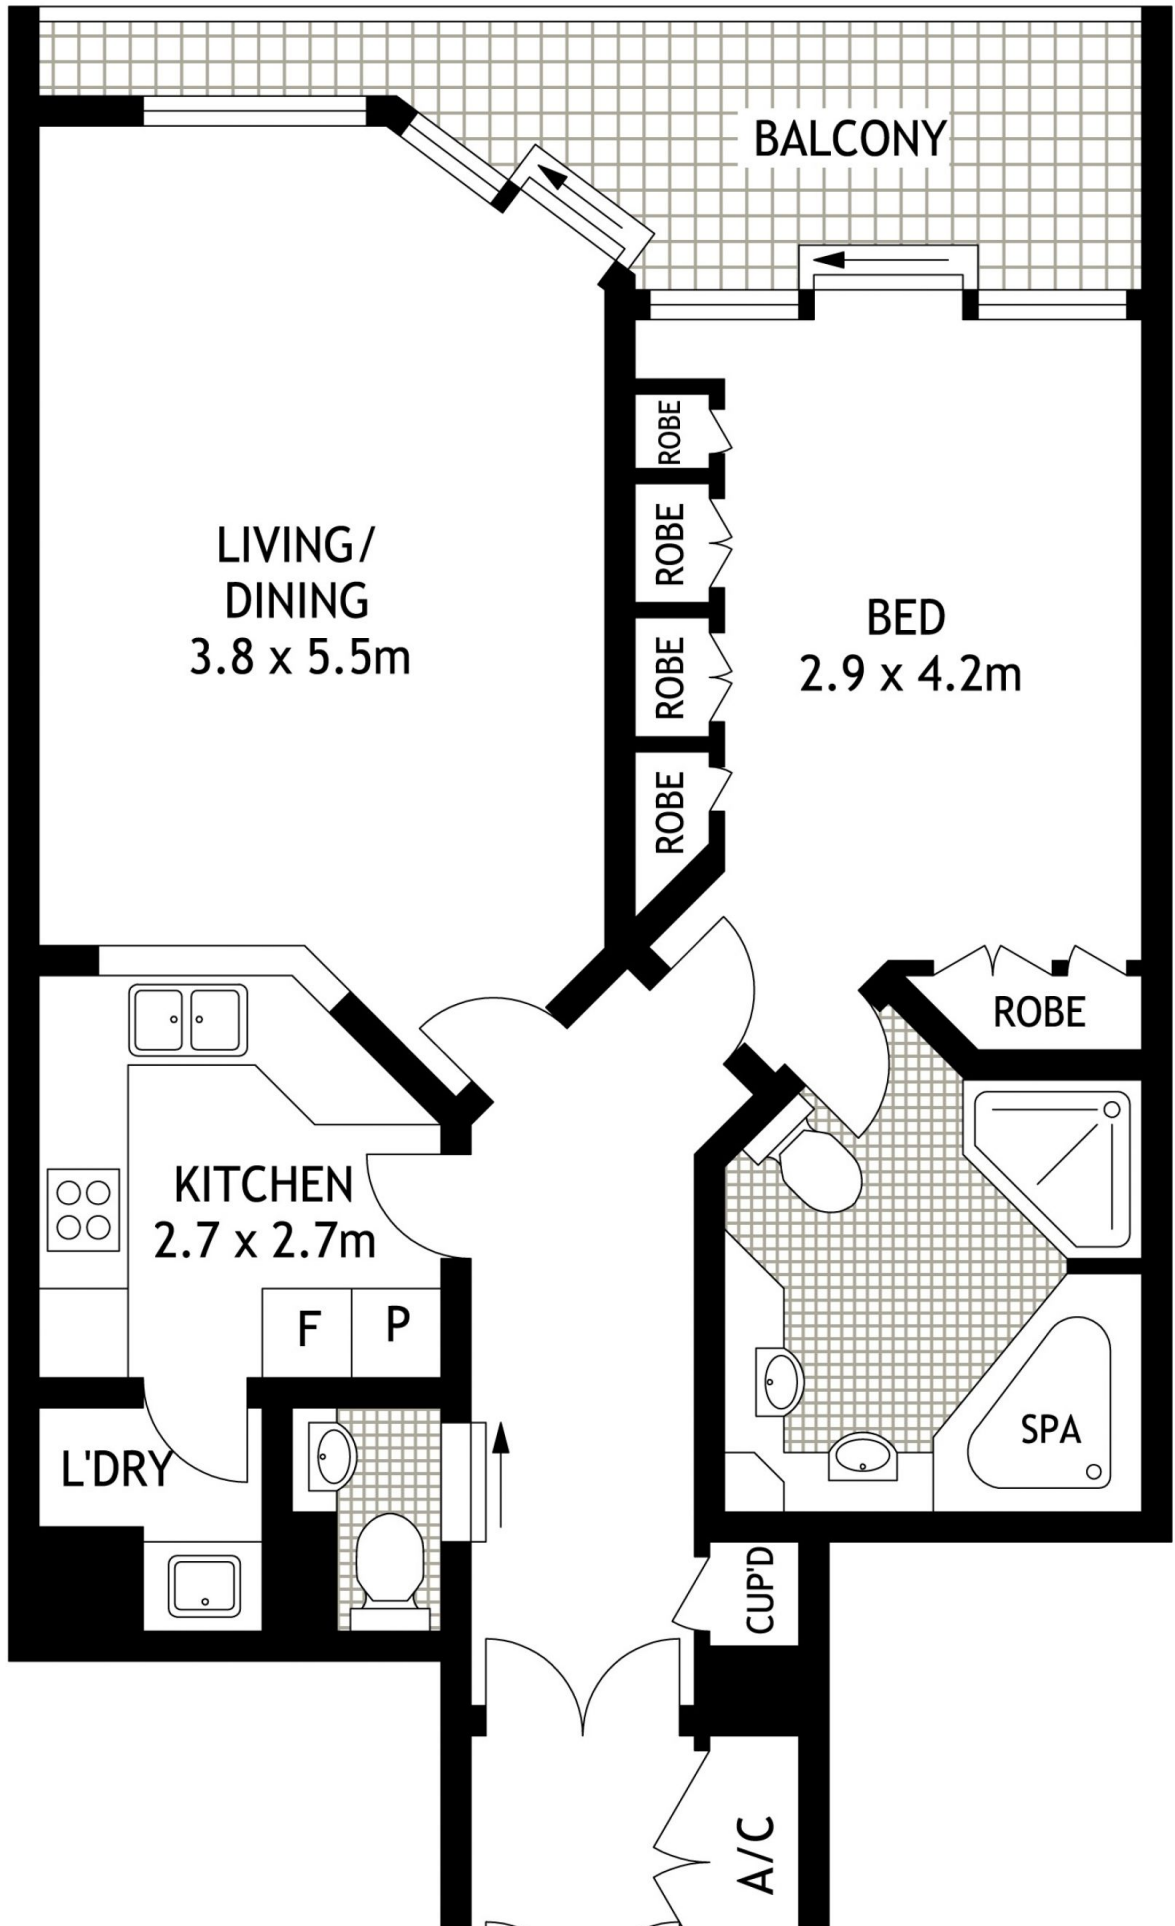 BALCONY
ROBE
ROBE
ROBE
ROBE
LIVING/
DINING
3.8 x 5.5m
BED
2.9 x 4.2m
ROBE
KITCHEN
2.7 x 2.7m
F
P
L'DRY
SPA
CUP'D
A/C